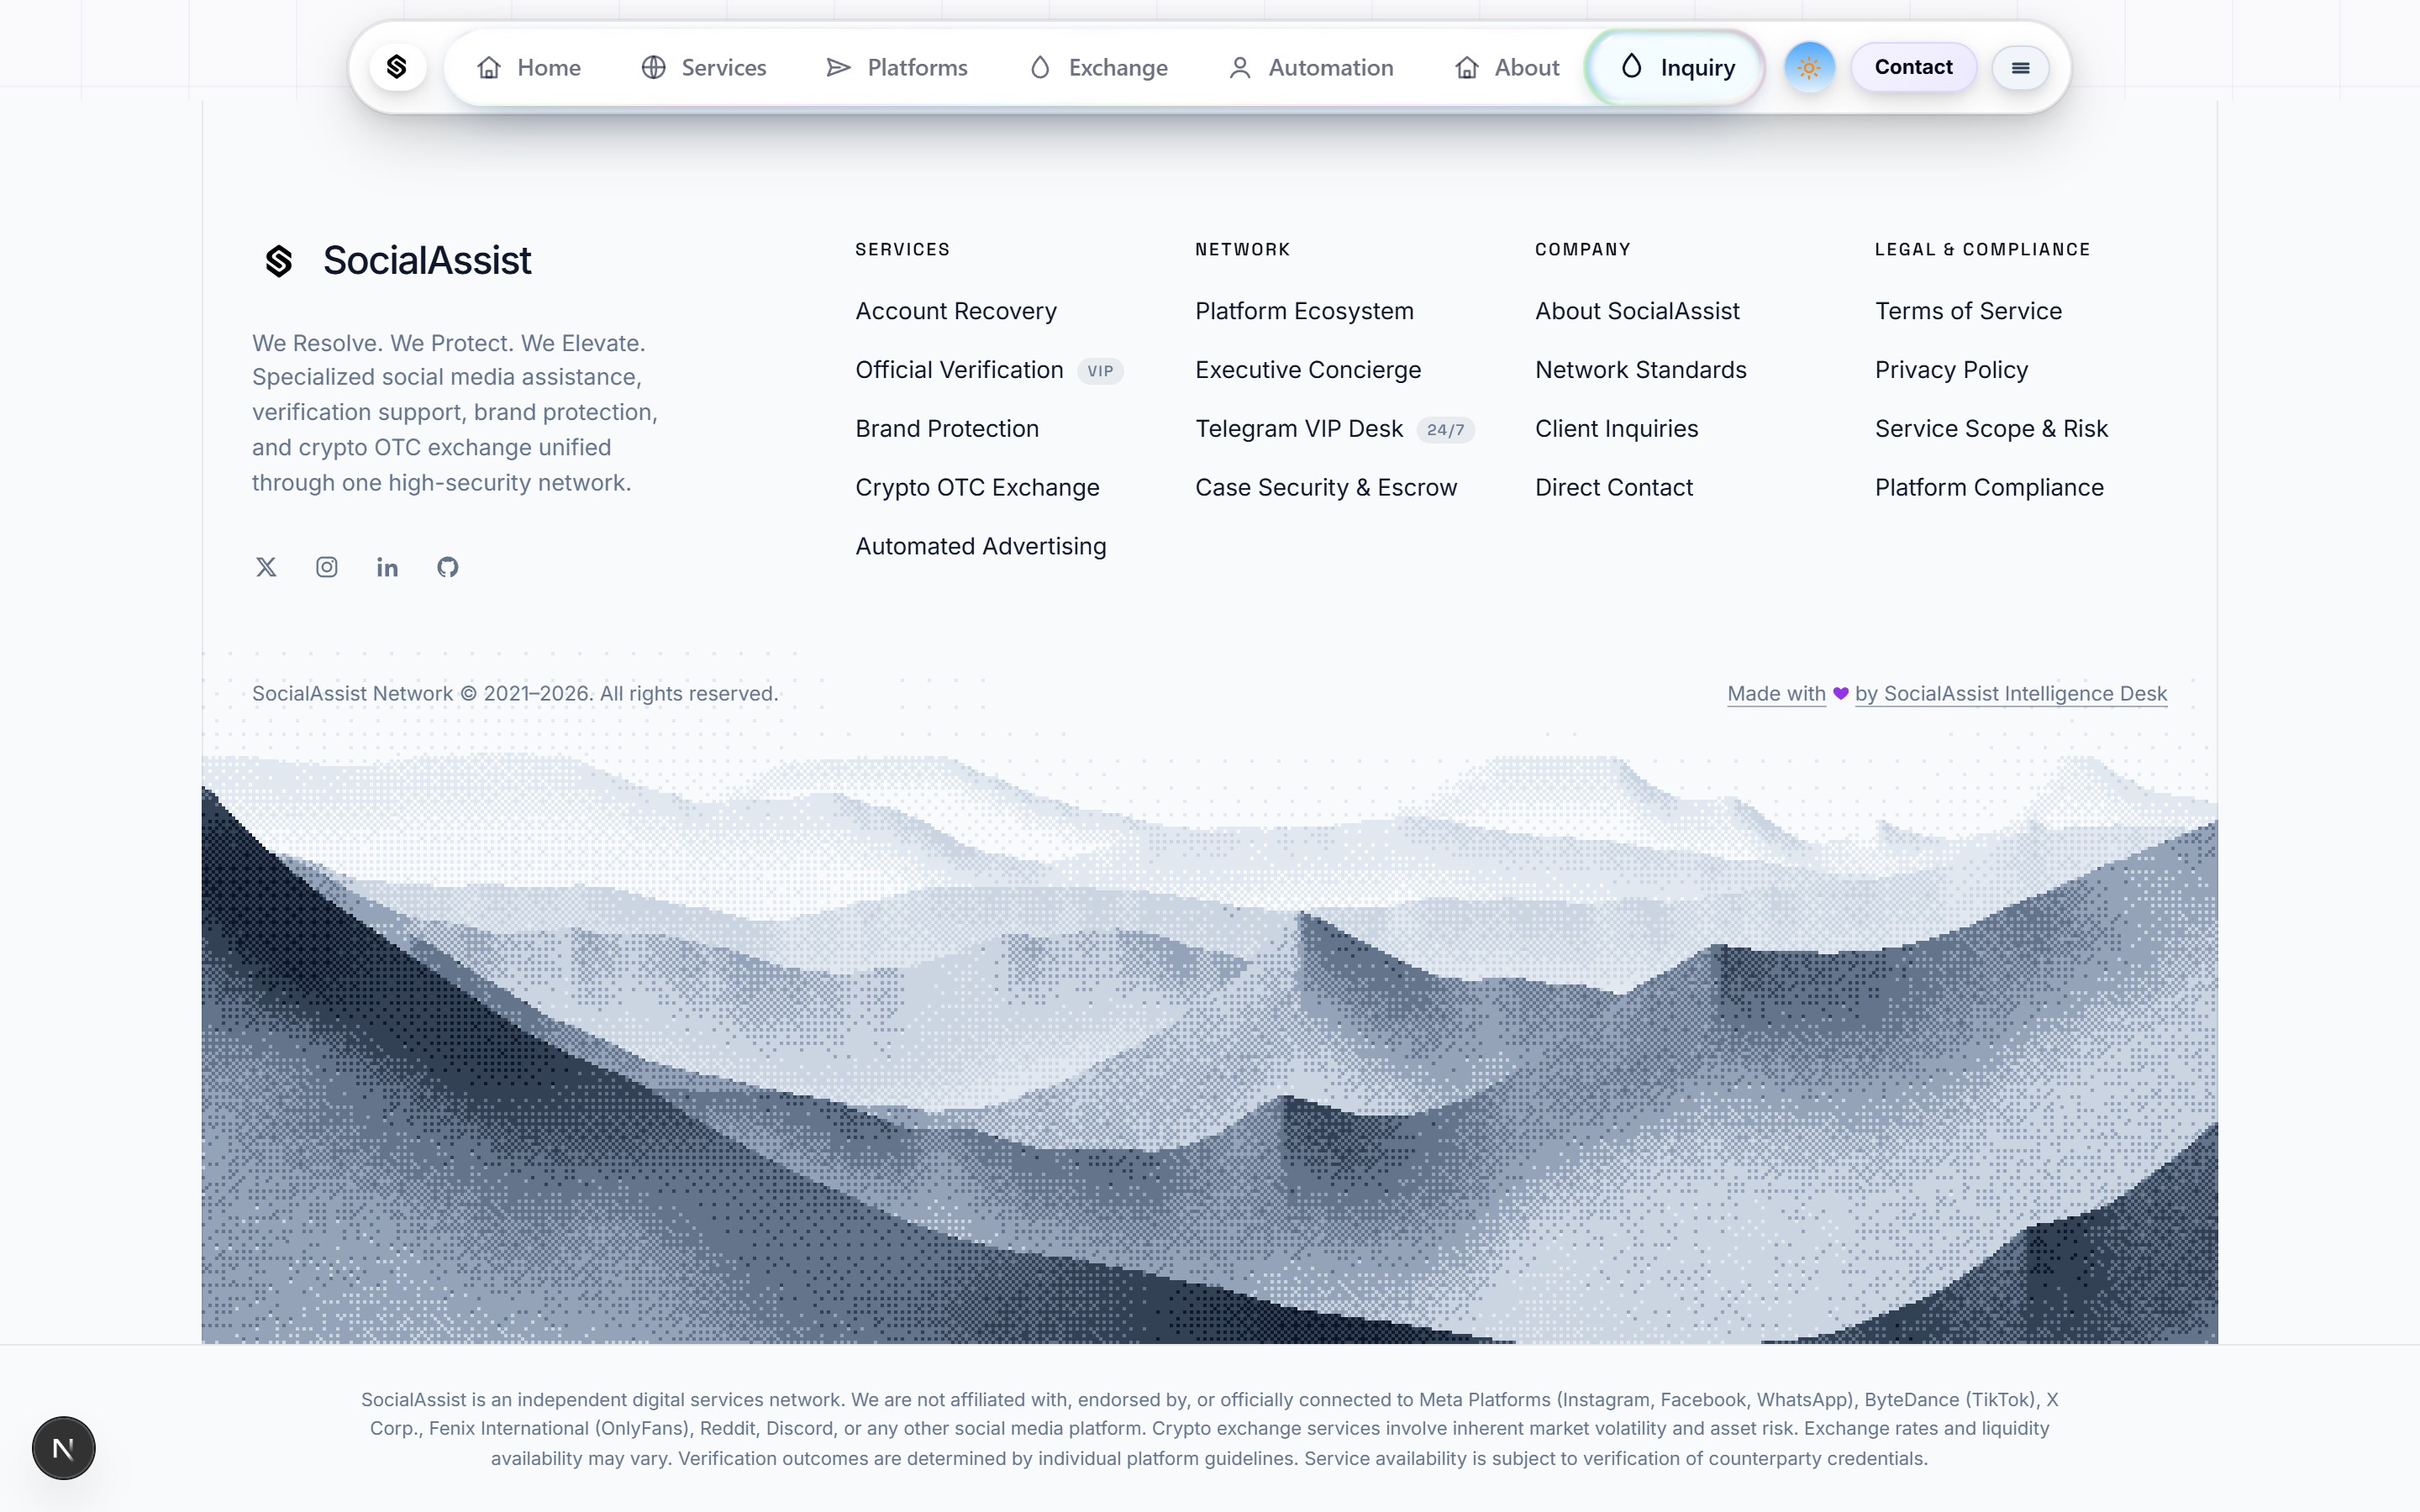 Home Services Platforms Exchange Automation About Inquiry Contact
SocialAssist
We Resolve. We Protect. We Elevate.
Specialized social media assistance,
verification support, brand protection,
and crypto OTC exchange unified
through one high-security network.
SERVICES
Account Recovery
Official Verification VIP
Brand Protection
Crypto OTC Exchange
Automated Advertising
NETWORK
Platform Ecosystem
Executive Concierge
Telegram VIP Desk 24/7
Case Security & Escrow
COMPANY
About SocialAssist
Network Standards
Client Inquiries
Direct Contact
LEGAL & COMPLIANCE
Terms of Service
Privacy Policy
Service Scope & Risk
Platform Compliance
SocialAssist Network © 2021–2026. All rights reserved.
Made with 💜 by SocialAssist Intelligence Desk
SocialAssist is an independent digital services network. We are not affiliated with, endorsed by, or officially connected to Meta Platforms (Instagram, Facebook, WhatsApp), ByteDance (TikTok), X
Corp., Fenix International (OnlyFans), Reddit, Discord, or any other social media platform. Crypto exchange services involve inherent market volatility and asset risk. Exchange rates and liquidity
availability may vary. Verification outcomes are determined by individual platform guidelines. Service availability is subject to verification of counterparty credentials.
N